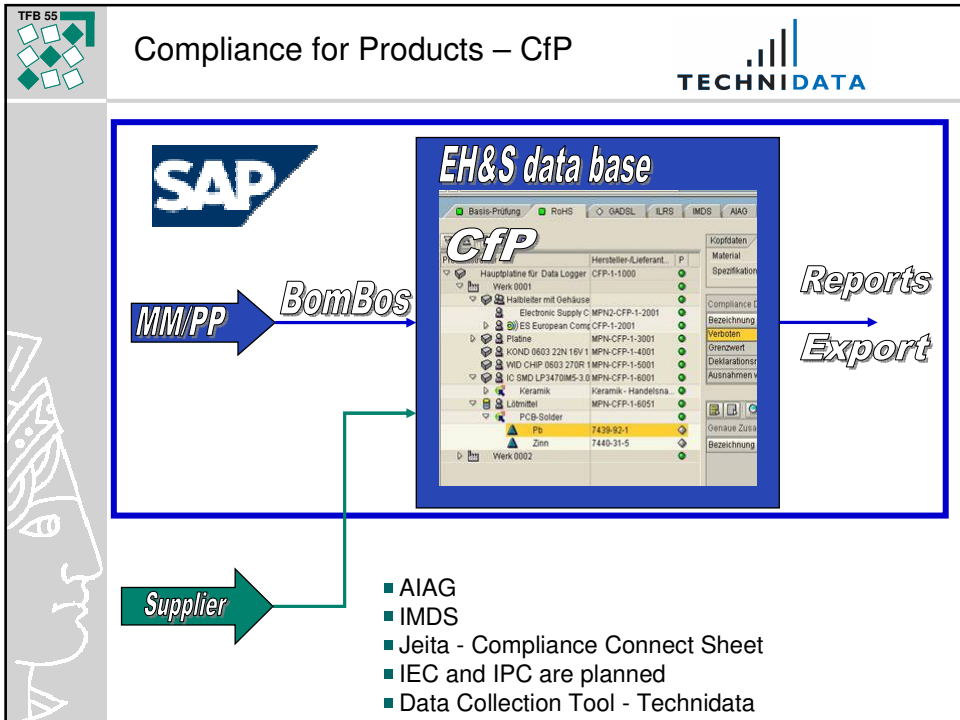 TFB 55
Compliance for Products – CfP
TECHNIDATA
SAP
EH&S data base
Basis-Prüfung RoHS GADSL ILRS IMDS AIAG
CfP
Hersteller-/Lieferant... P
Hauptplatine für Data Logger CFP-1-1000
Werk 0001
Halbleiter mit Gehäuse
Electronic Supply C MPN2-CFP-1-2001
ES European Comp CFP-1-2001
Platine MPN-CFP-1-3001
KOND 0603 22N 16V 1 MPN-CFP-1-4001
WID CHIP 0603 270R 1 MPN-CFP-1-5001
IC SMD LP3470IM5-3.0 MPN-CFP-1-6001
Keramik Keramik - Handelsna...
Lötmittel MPN-CFP-1-6051
PCB-Solder
Pb 7439-92-1
Zinn 7440-31-5
Werk 0002
Kopfdaten
Material
Spezifikation
Compliance D
Bezeichnung
Verboten
Grenzwert
Deklarationsr
Ausnahmen v
Genaue Zusa
Bezeichnung
MM/PP
BomBos
Reports
Export
Supplier
AIAG
IMDS
Jeita - Compliance Connect Sheet
IEC and IPC are planned
Data Collection Tool - Technidata